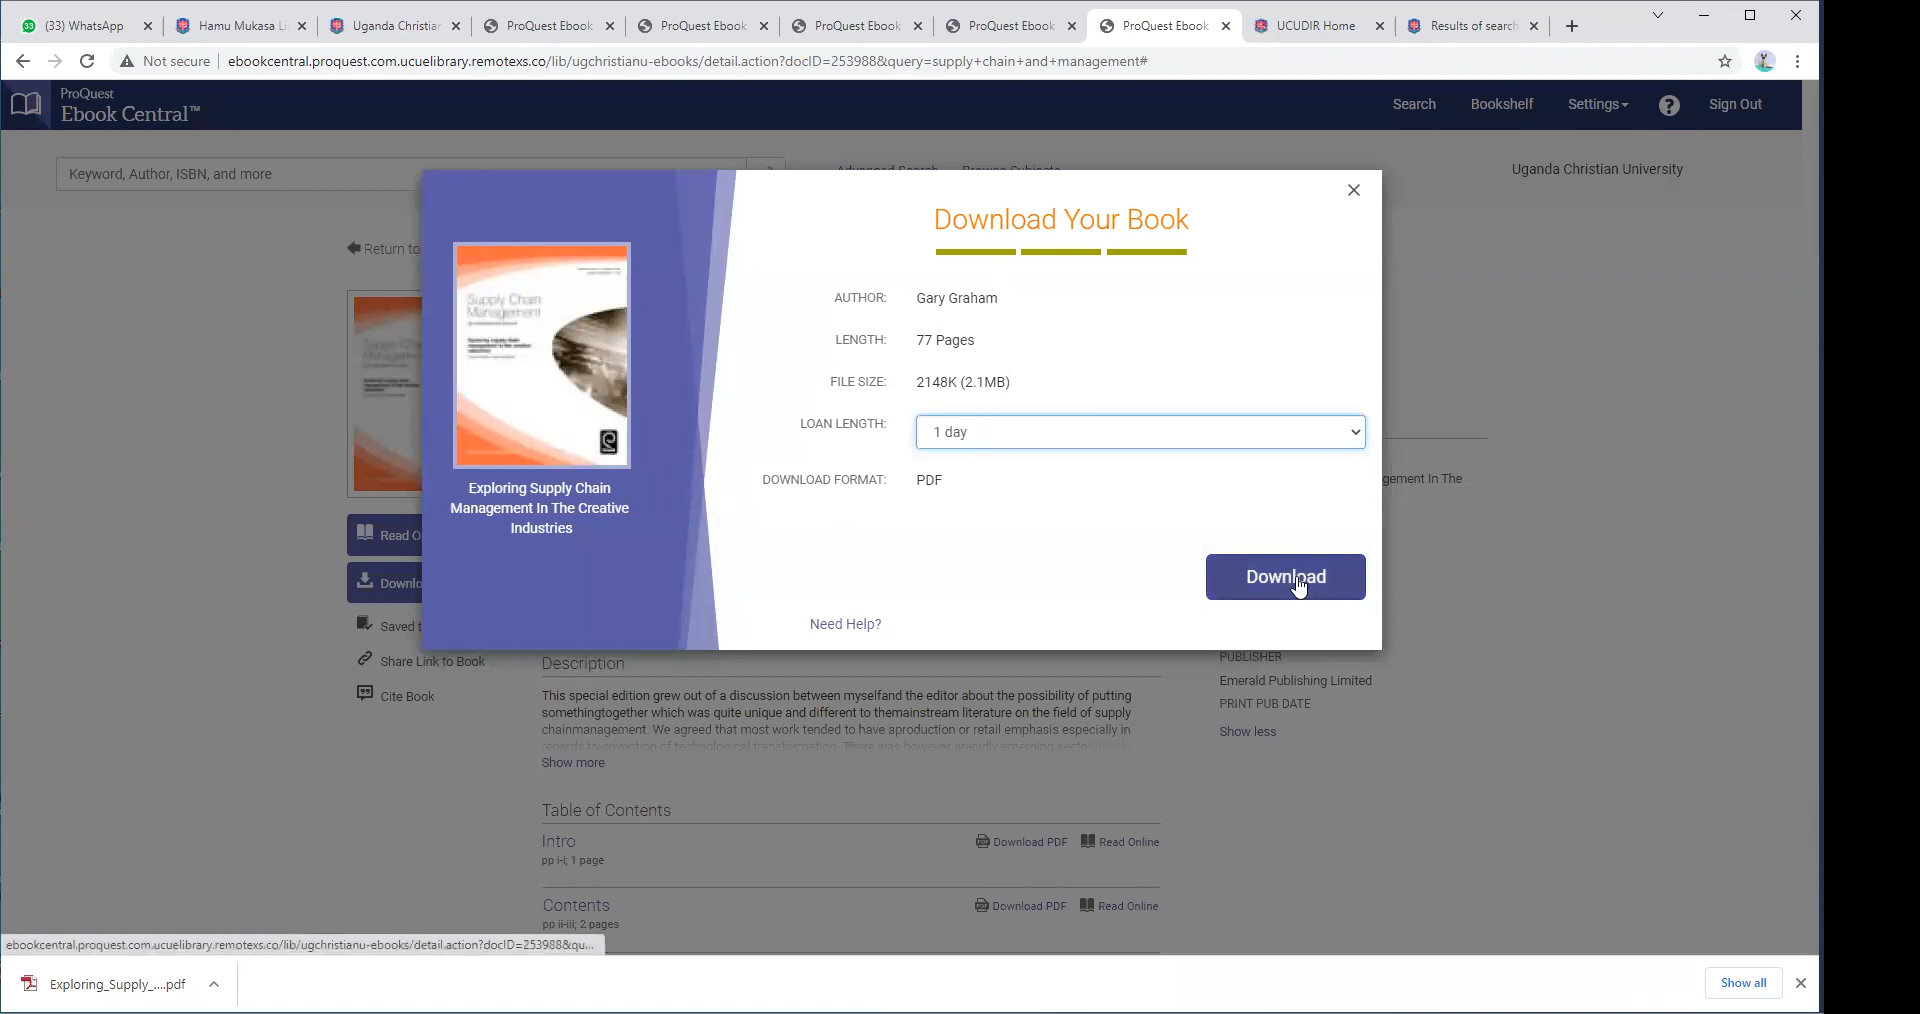 (33) WhatsApp
Hamu Mukasa Li
Uganda Christian
ProQuest Ebook
ProQuest Ebook
ProQuest Ebook
ProQuest Ebook
ProQuest Ebook
UCUDIR Home
Results of search
Not secure
ebookcentral.proquest.com.ucuelibrary.remotexs.co/lib/ugchristianu-ebooks/detail.action?docID=253988&query=supply+chain+and+management#
ProQuest
Ebook Central™
Search
Bookshelf
Settings
Sign Out
Keyword, Author, ISBN, and more
Advanced Search
Browse Subjects
Uganda Christian University
Return to
Download Your Book
Supply Chain
Management
AUTHOR: Gary Graham
LENGTH: 77 Pages
FILE SIZE: 2148K (2.1MB)
LOAN LENGTH: 1 day
DOWNLOAD FORMAT: PDF
Exploring Supply Chain
Management In The Creative
Industries
Download
Need Help?
gement In The
Read O
Downlo
Saved t
Share Link to Book
Cite Book
Description
This special edition grew out of a discussion between myselfand the editor about the possibility of putting
somethingtogether which was quite unique and different to themainstream literature on the field of supply
chainmanagement. We agreed that most work tended to have aproduction or retail emphasis especially in
Show more
PUBLISHER
Emerald Publishing Limited
PRINT PUB DATE
Show less
Table of Contents
Intro
pp i-i; 1 page
Download PDF
Read Online
Contents
pp ii-iii; 2 pages
Download PDF
Read Online
ebookcentral.proquest.com.ucuelibrary.remotexs.co/lib/ugchristianu-ebooks/detail.action?docID=253988&qu...
Exploring_Supply_....pdf
Show all